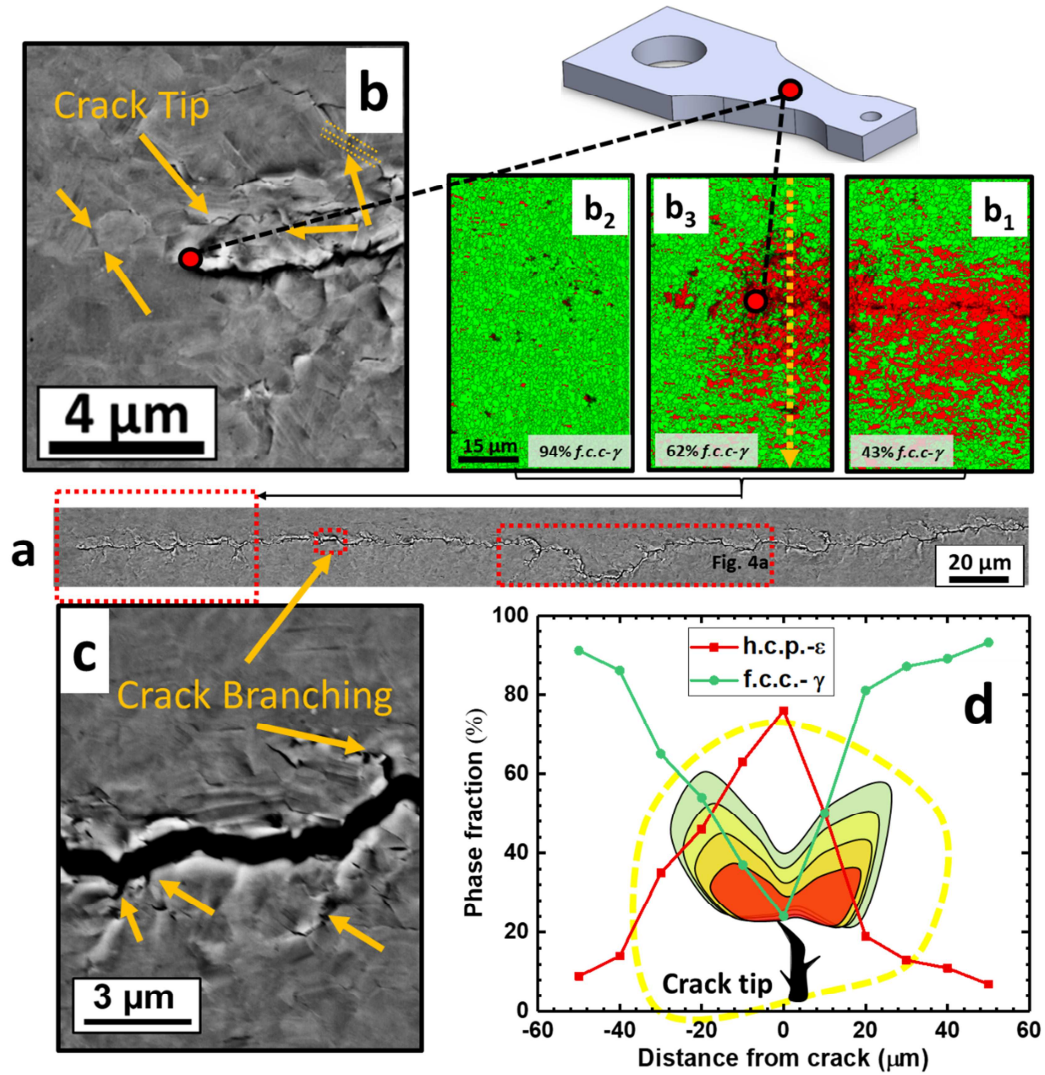 b
Crack Tip
4 μm
b2
b3
b1
15 μm
94% f.c.c-γ
62% f.c.c-γ
43% f.c.c-γ
a
Fig. 4a
20 μm
c
Crack Branching
3 μm
d
h.c.p.-ε
f.c.c.- γ
Phase fraction (%)
100
80
60
40
20
0
Crack tip
-60 -40 -20 0 20 40 60
Distance from crack (μm)